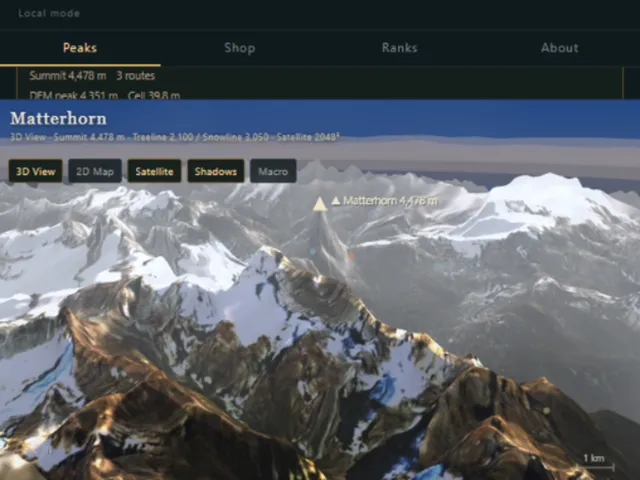 Local mode
Peaks Shop Ranks About
Summit 4,478 m 3 routes
DEM peak 4 351 m Cell 39.8 m
Matterhorn
3D View - Summit 4,478 m - Treeline 2,100 / Snowline 3,050 - Satellite 2048²
3D View 2D Map Satellite Shadows Macro
▲ Matterhorn 4,478 m
1 km